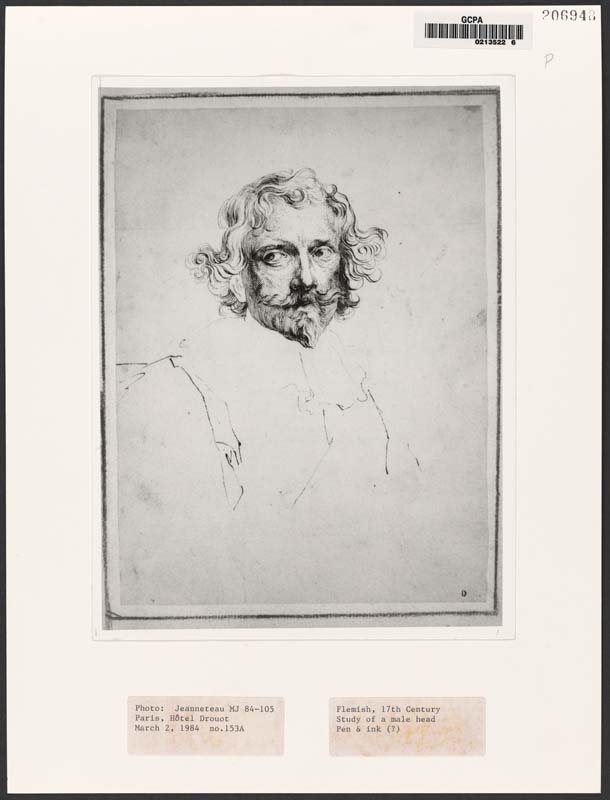 GCPA
0213522 6
206948
P
D
Photo: Jeanneteau MJ 84-105
Paris, Hôtel Drouot
March 2, 1984 no.153A
Flemish, 17th Century
Study of a male head
Pen & ink (?)